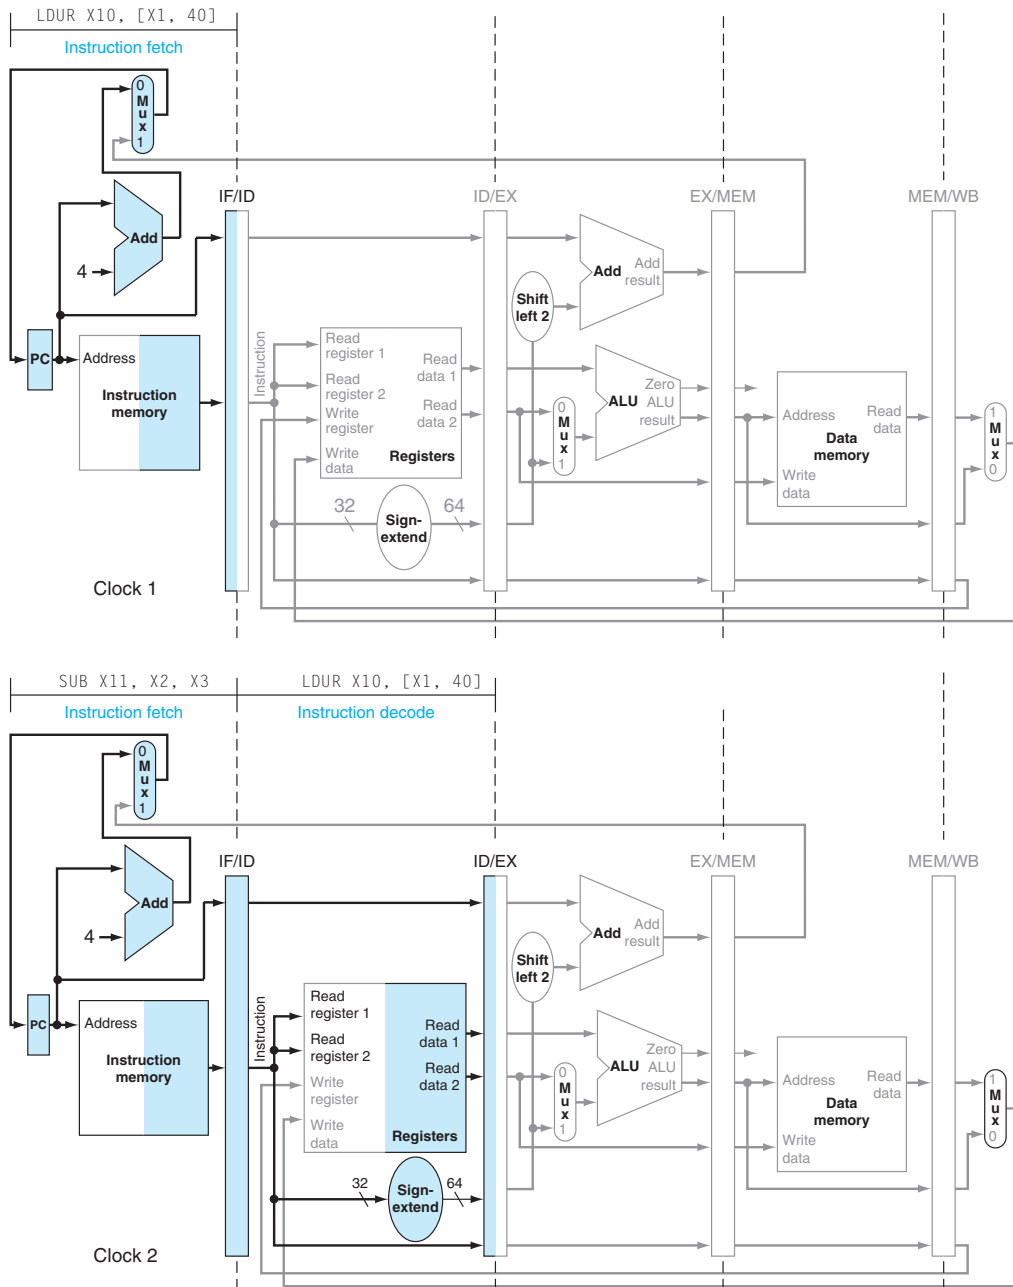 LDUR X10, [X1, 40]
Instruction fetch
0
M
u
x
1
IF/ID
ID/EX
EX/MEM
MEM/WB
Add
4
Add
Add
result
Shift
left 2
PC
Address
Instruction
memory
Instruction
Read
register 1
Read
register 2
Write
register
Write
data
Read
data 1
Read
data 2
Registers
0
M
u
x
1
ALU
Zero
ALU
result
Address
Read
data
Data
memory
Write
data
1
M
u
x
0
32
Sign-
extend
64
Clock 1
SUB X11, X2, X3
LDUR X10, [X1, 40]
Instruction fetch
Instruction decode
0
M
u
x
1
IF/ID
ID/EX
EX/MEM
MEM/WB
Add
4
Add
Add
result
Shift
left 2
PC
Address
Instruction
memory
Instruction
Read
register 1
Read
register 2
Write
register
Write
data
Read
data 1
Read
data 2
Registers
0
M
u
x
1
ALU
Zero
ALU
result
Address
Read
data
Data
memory
Write
data
1
M
u
x
0
32
Sign-
extend
64
Clock 2